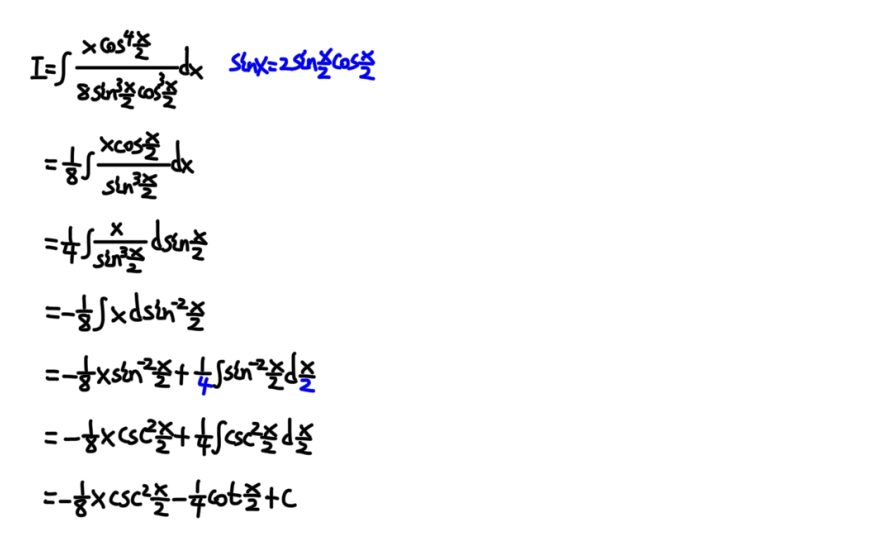 I=∫ (x cos⁴ x/2)/(8 sin³ x/2 cos³ x/2) dx sinx=2sin x/2 cos x/2
=1/8 ∫ (x cos x/2)/(sin³ x/2) dx
=1/4 ∫ x/(sin³ x/2) d sin x/2
=-1/8 ∫ x d sin⁻² x/2
=-1/8 x sin⁻² x/2 + 1/4 ∫ sin⁻² x/2 d x/2
=-1/8 x csc² x/2 + 1/4 ∫ csc² x/2 d x/2
=-1/8 x csc² x/2 - 1/4 cot x/2 + C